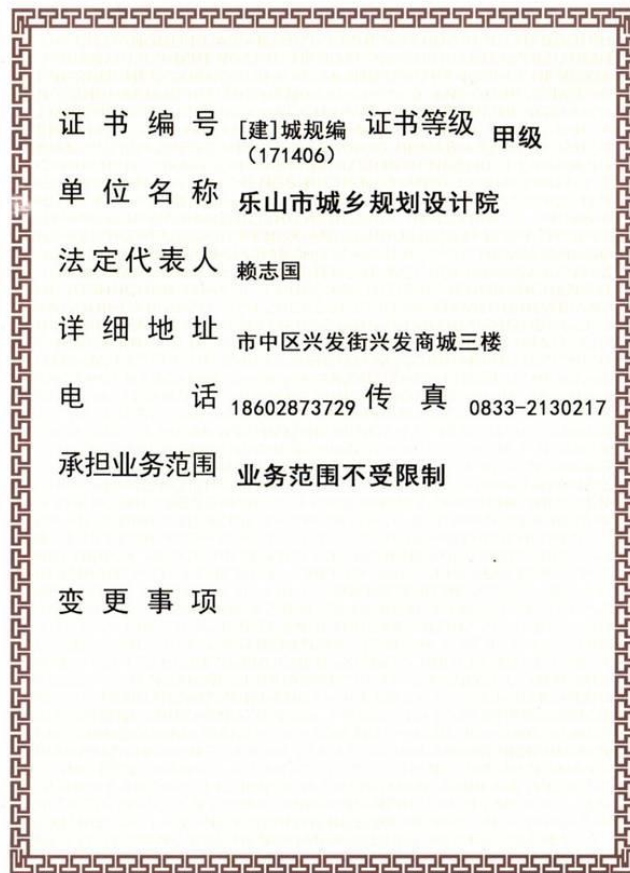 证书编号 [建]城规编（171406） 证书等级 甲级
单位名称 乐山市城乡规划设计院
法定代表人 赖志国
详细地址 市中区兴发街兴发商城三楼
电话 18602873729 传真 0833-2130217
承担业务范围 业务范围不受限制
变更事项